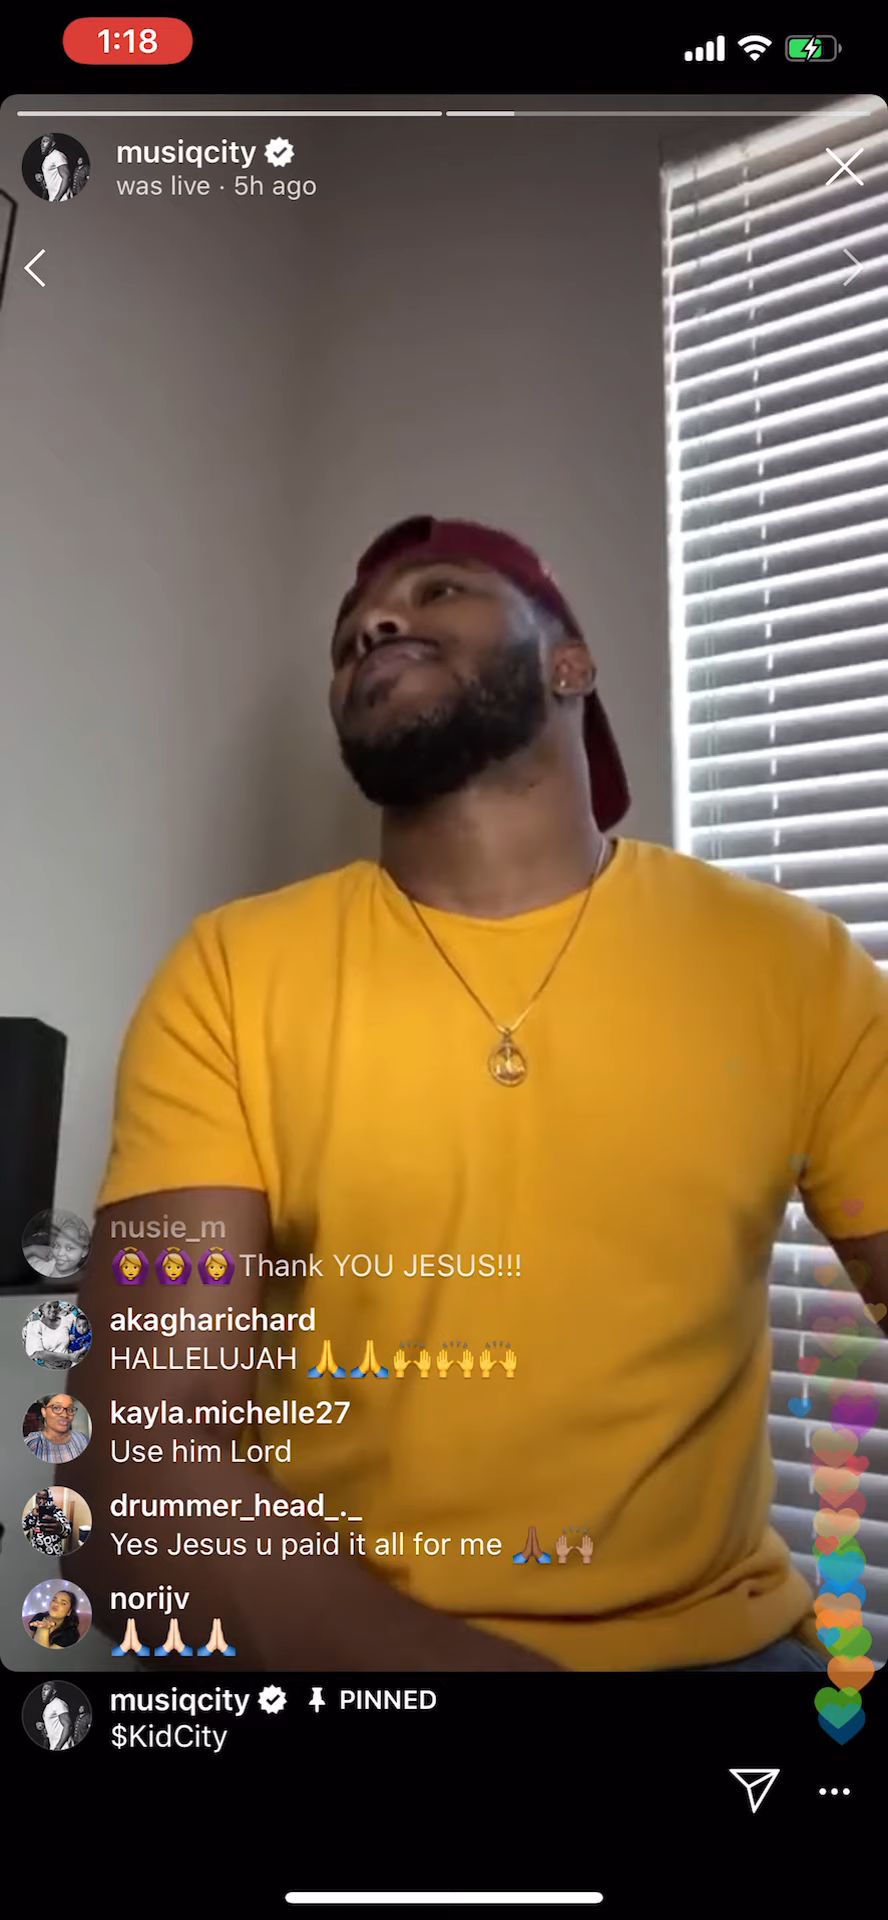 1:18
musiqcity
was live · 5h ago
nusie_m
🙆🙆🙆Thank YOU JESUS!!!
akagharichard
HALLELUJAH 🙏🙏🙌🙌🙌
kayla.michelle27
Use him Lord
drummer_head_._
Yes Jesus u paid it all for me 🙏🏾🙌🏽
norijv
🙏🏻🙏🏻🙏🏻
musiqcity PINNED
$KidCity